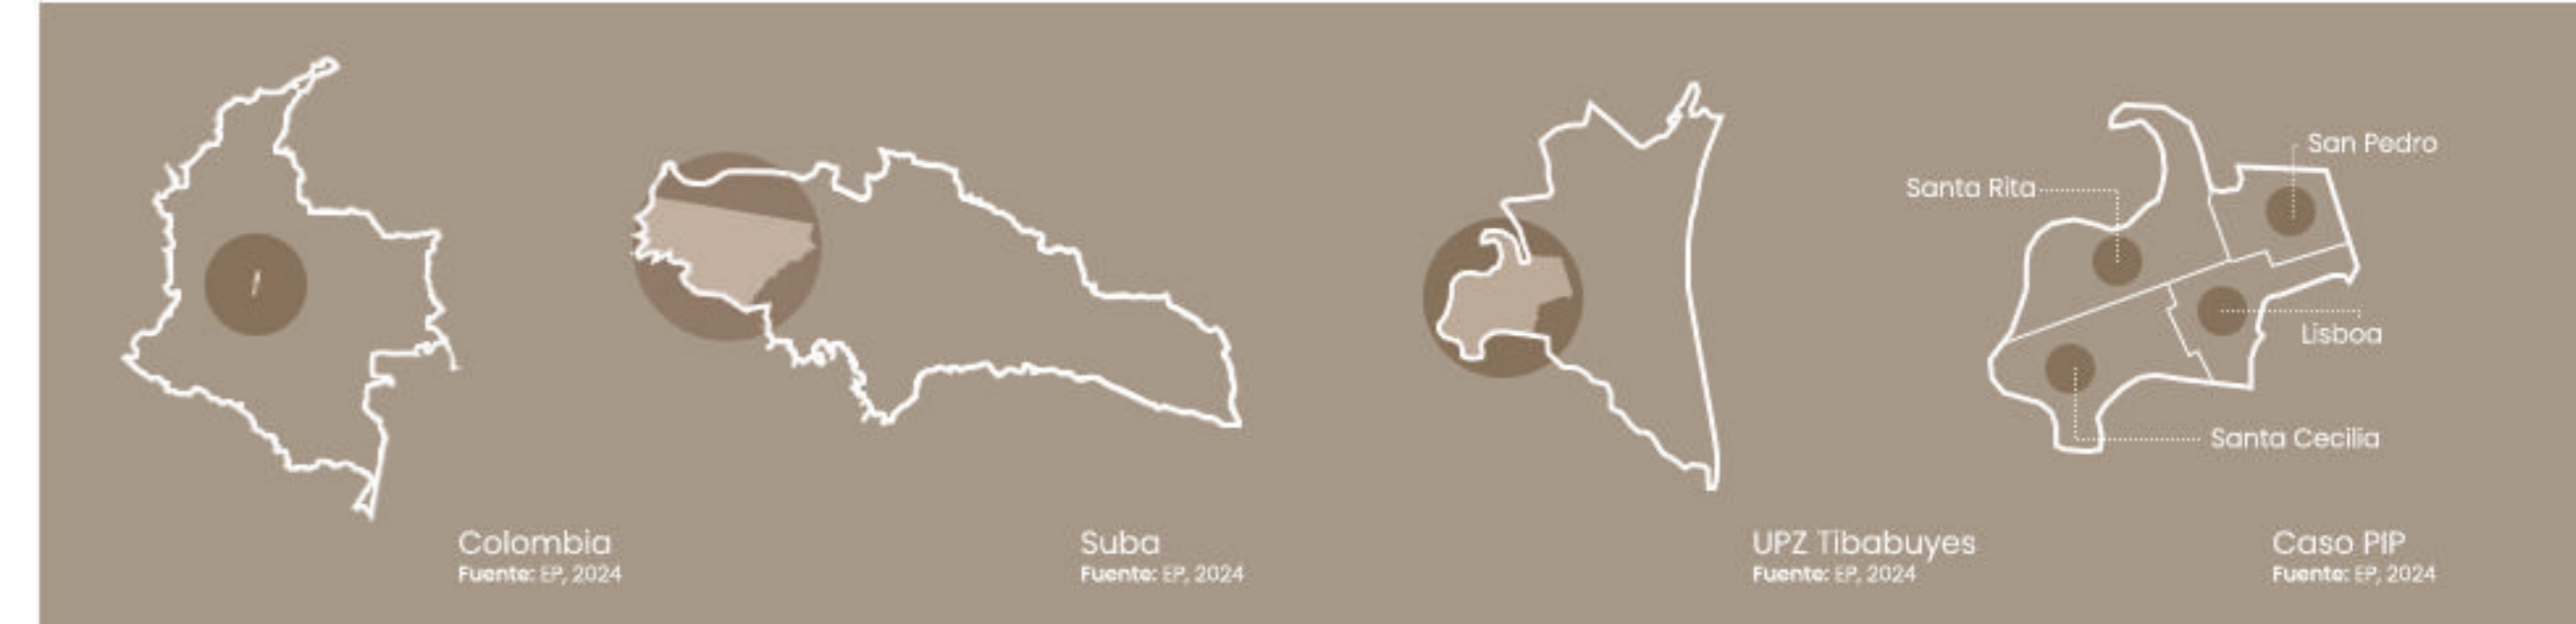 San Pedro
Santa Rita
Lisboa
Santa Cecilia
Colombia
Fuente: EP, 2024
Suba
Fuente: EP, 2024
UPZ Tibabuyes
Fuente: EP, 2024
Caso PIP
Fuente: EP, 2024